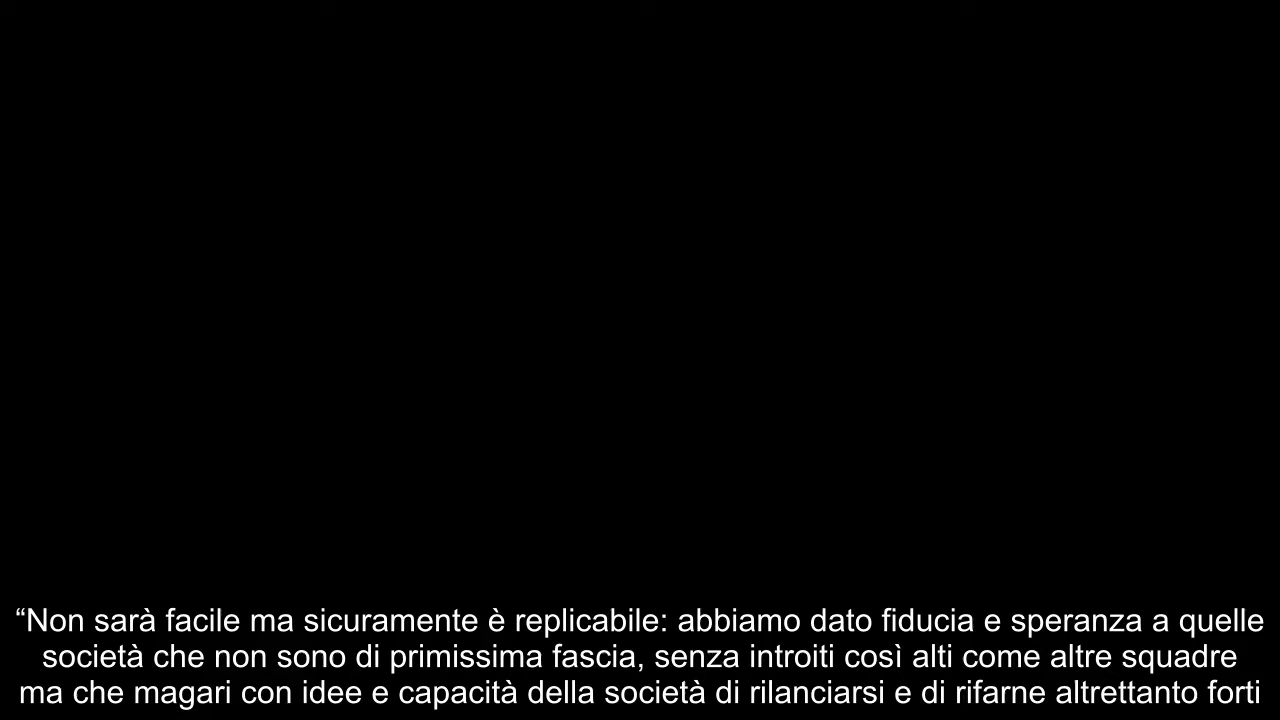 “Non sarà facile ma sicuramente è replicabile: abbiamo dato fiducia e speranza a quelle
società che non sono di primissima fascia, senza introiti così alti come altre squadre
ma che magari con idee e capacità della società di rilanciarsi e di rifarne altrettanto forti